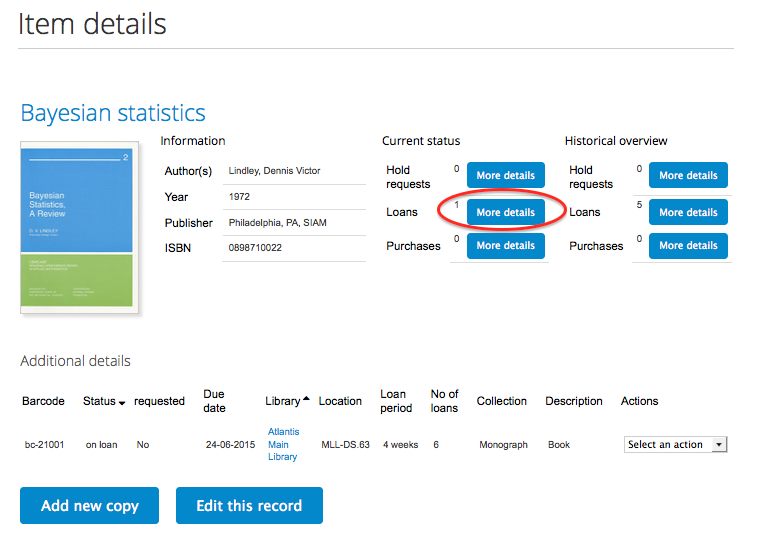 Item details
Bayesian statistics
2
Bayesian
Statistics,
A Review
D. V. LINDLEY
Information
Author(s) Lindley, Dennis Victor
Year 1972
Publisher Philadelphia, PA, SIAM
ISBN 0898710022
Current status
Hold requests 0 More details
Loans 1 More details
Purchases 0 More details
Historical overview
Hold requests 0 More details
Loans 5 More details
Purchases 0 More details
Additional details
Barcode Status requested Due date Library Location Loan period No of loans Collection Description Actions
bc-21001 on loan No 24-06-2015 Atlantis Main Library MLL-DS.63 4 weeks 6 Monograph Book Select an action
Add new copy Edit this record